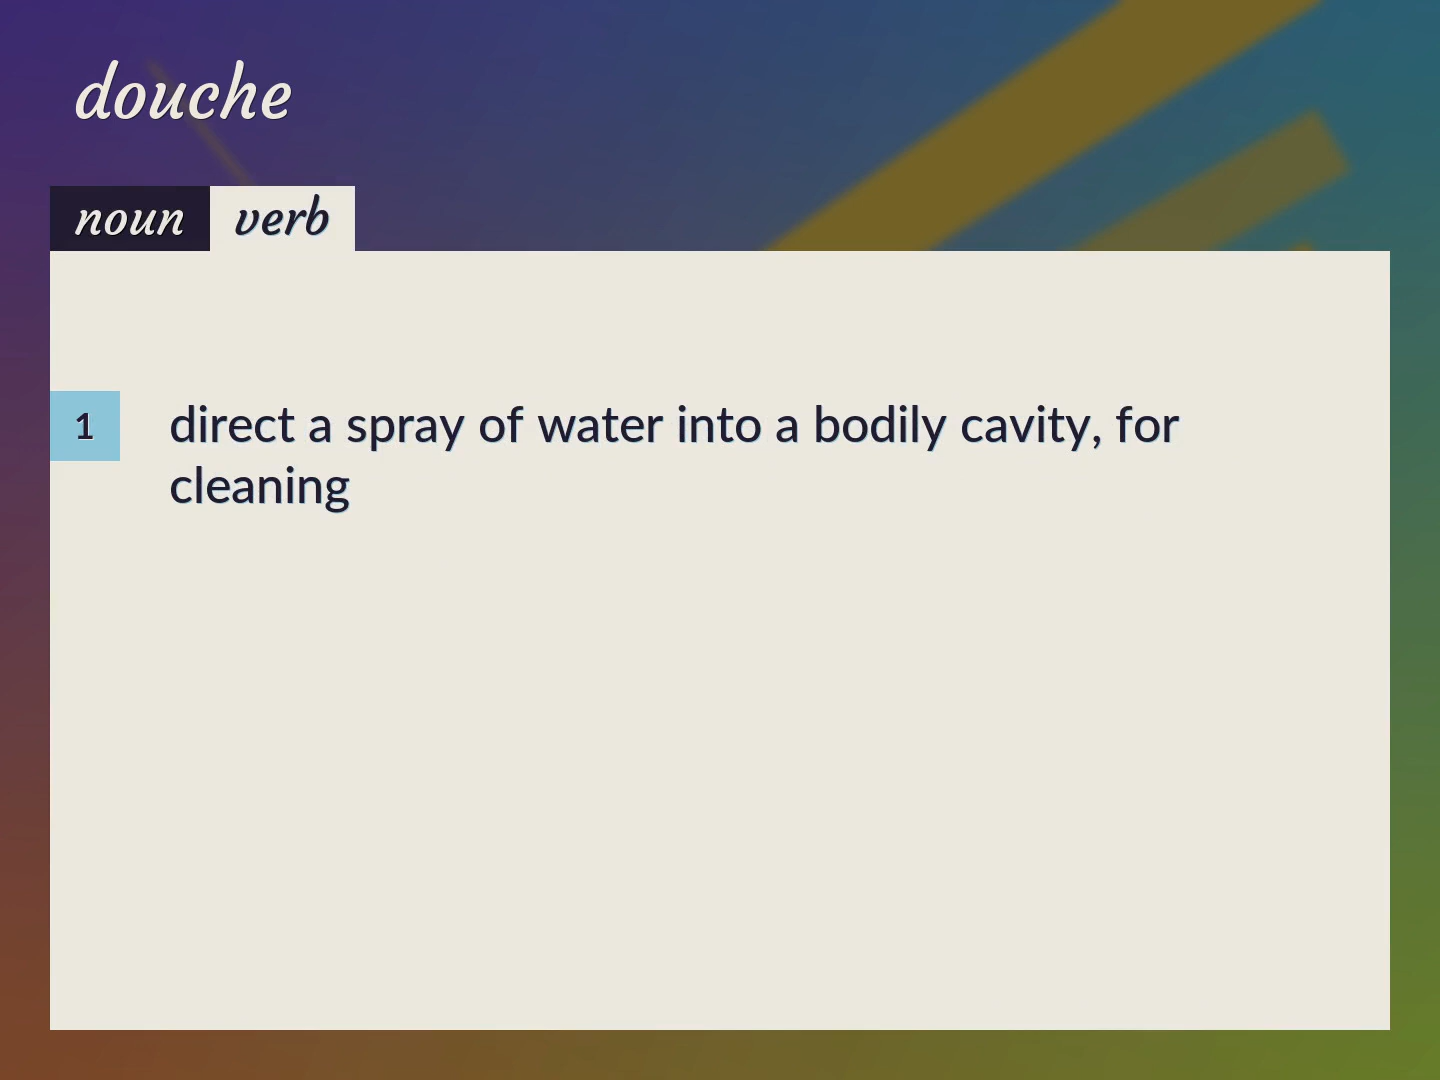 douche
noun verb
1 direct a spray of water into a bodily cavity, for
cleaning